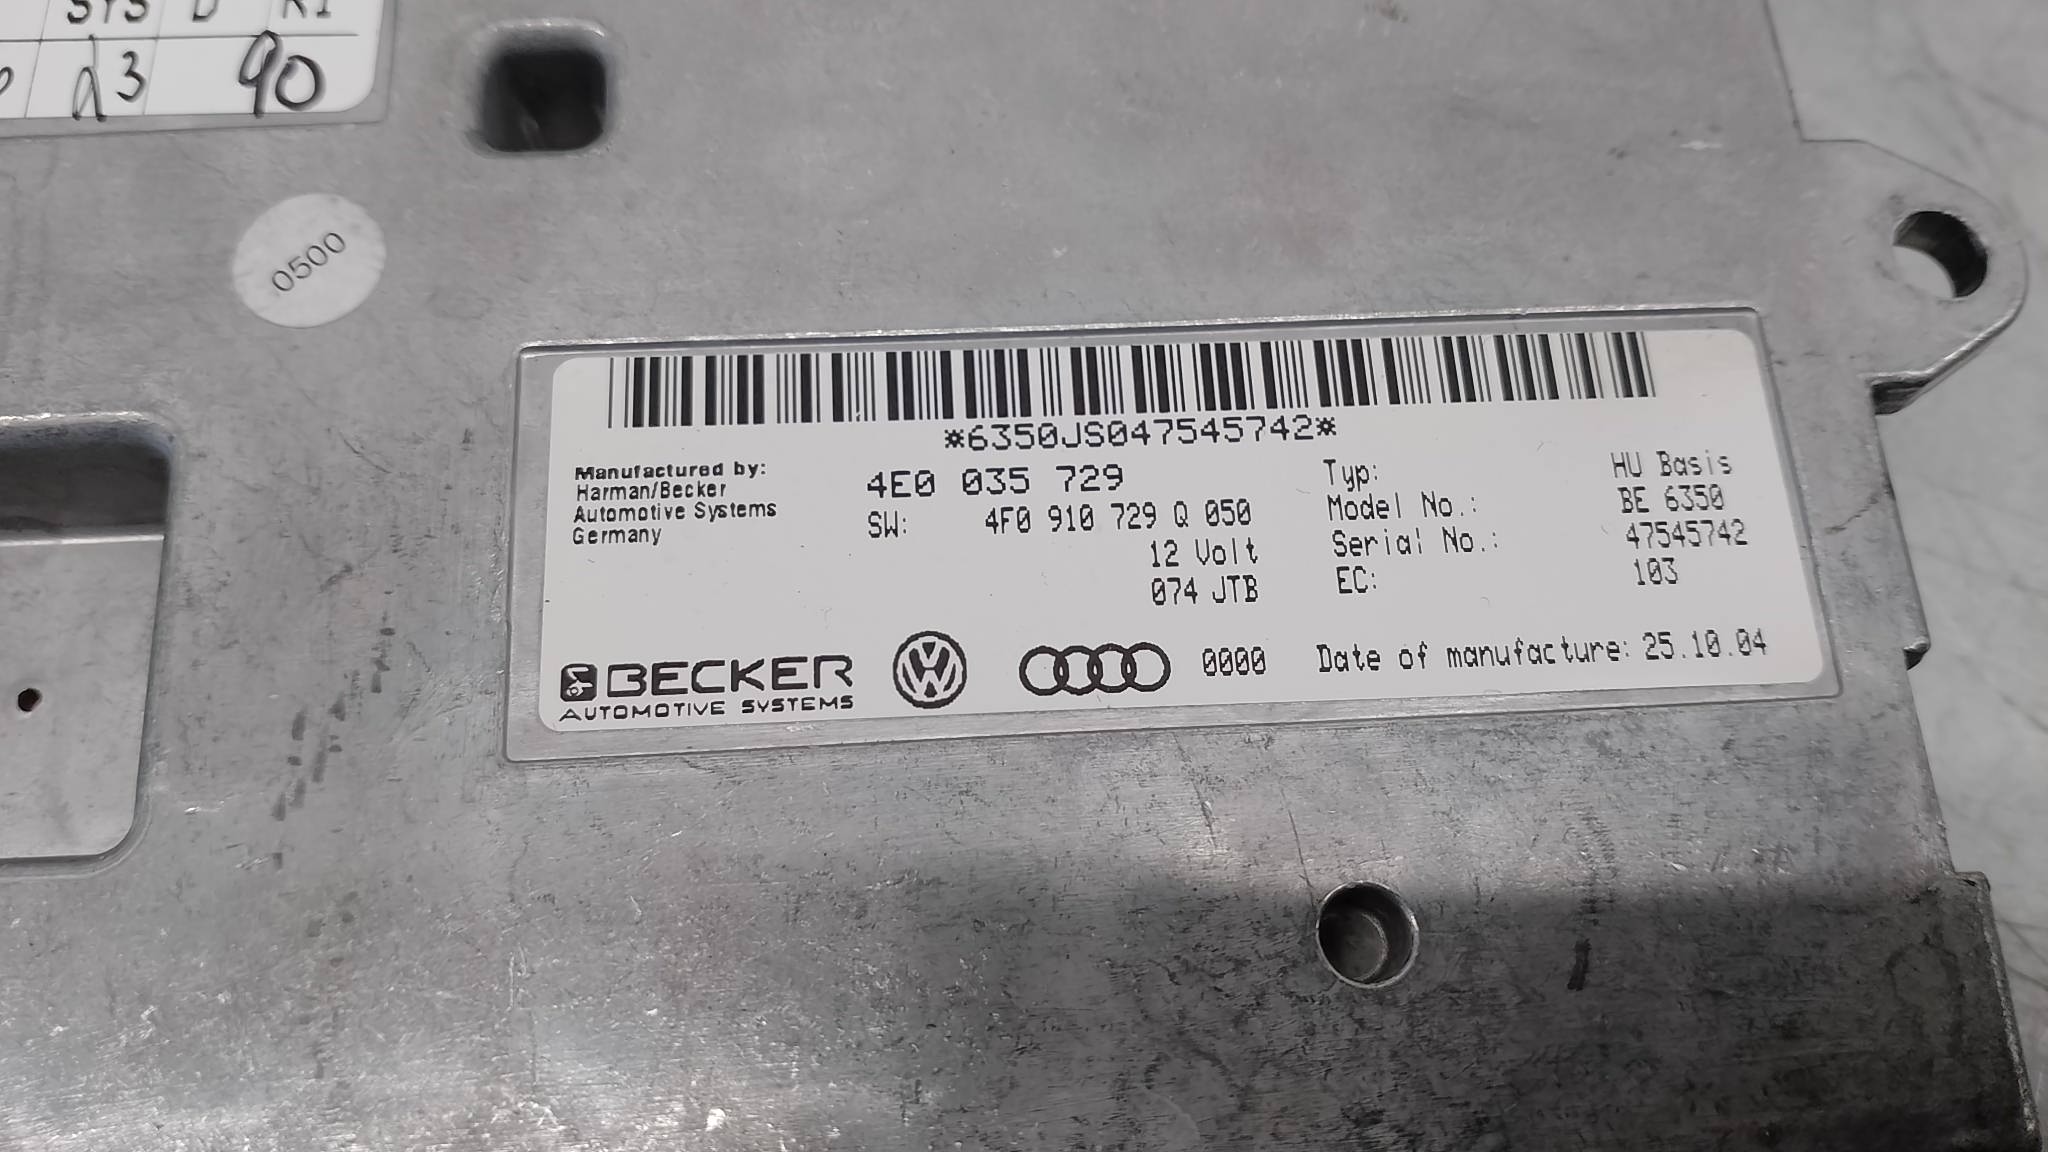 SYS D RI
23 90
0500
*6350JS047545742*
Manufactured by:
Harman/Becker
Automotive Systems
Germany
4E0 035 729
SW: 4F0 910 729 Q 050
12 Volt
074 JTB
Typ: HU Basis
Model No.: BE 6350
Serial No.: 47545742
EC: 103
BECKER
AUTOMOTIVE SYSTEMS
0000
Date of manufacture: 25.10.04